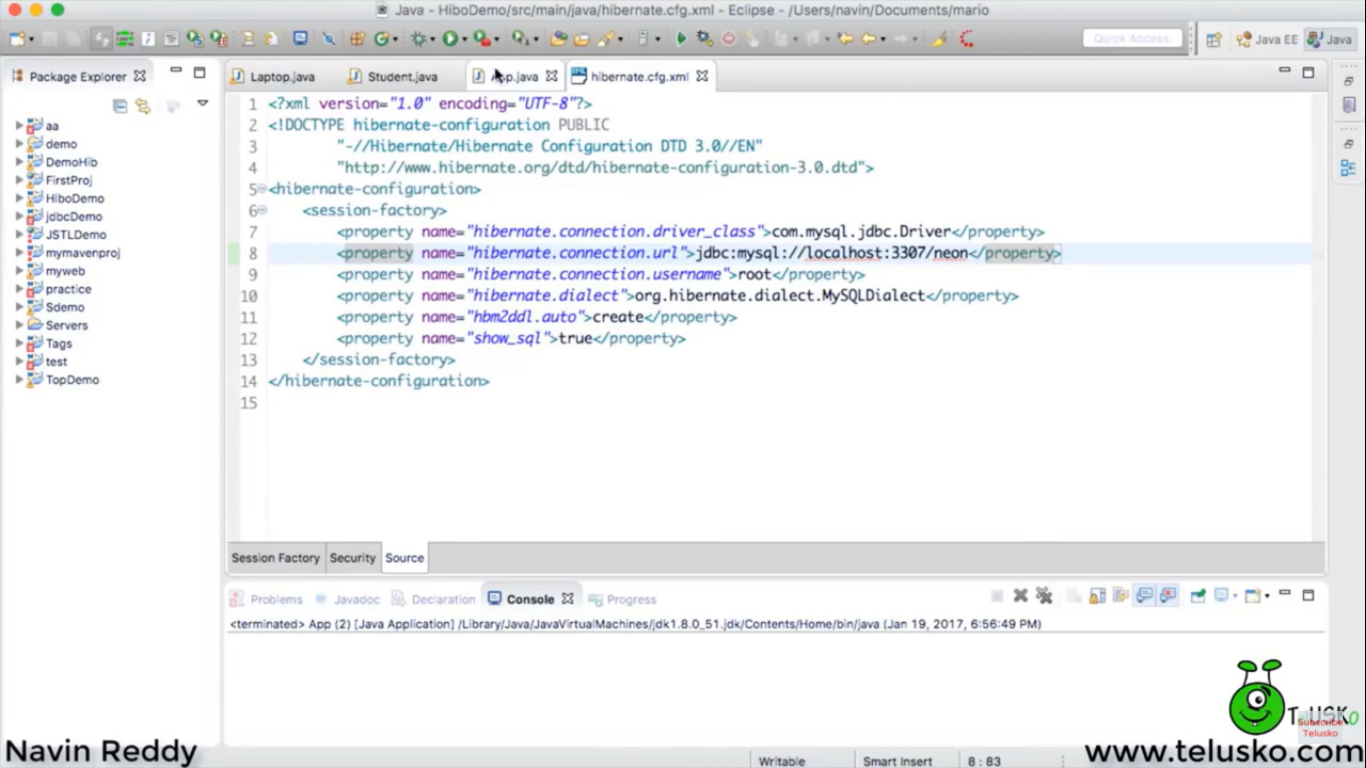 Java - HiboDemo/src/main/java/hibernate.cfg.xml - Eclipse - /Users/navin/Documents/mario
Quick Access
Java EE
Java
Package Explorer
Laptop.java
Student.java
hibernate.cfg.xml
aa
demo
DemoHib
FirstProj
HiboDemo
jdbcDemo
JSTLDemo
mymavenproj
myweb
practice
Sdemo
Servers
Tags
test
TopDemo
1 <?xml version="1.0" encoding="UTF-8"?>
2 <!DOCTYPE hibernate-configuration PUBLIC
3 "-//Hibernate/Hibernate Configuration DTD 3.0//EN"
4 "http://www.hibernate.org/dtd/hibernate-configuration-3.0.dtd">
5 <hibernate-configuration>
6 <session-factory>
7 <property name="hibernate.connection.driver_class">com.mysql.jdbc.Driver</property>
8 <property name="hibernate.connection.url">jdbc:mysql://localhost:3307/neon</property>
9 <property name="hibernate.connection.username">root</property>
10 <property name="hibernate.dialect">org.hibernate.dialect.MySQLDialect</property>
11 <property name="hbm2ddl.auto">create</property>
12 <property name="show_sql">true</property>
13 </session-factory>
14 </hibernate-configuration>
15
Session Factory
Security
Source
Problems
Javadoc
Declaration
Console
Progress
<terminated> App (2) [Java Application] /Library/Java/JavaVirtualMachines/jdk1.8.0_51.jdk/Contents/Home/bin/java (Jan 19, 2017, 6:56:49 PM)
Subscribe
Telusko
Navin Reddy
www.telusko.com
Writable
Smart Insert
8 : 83